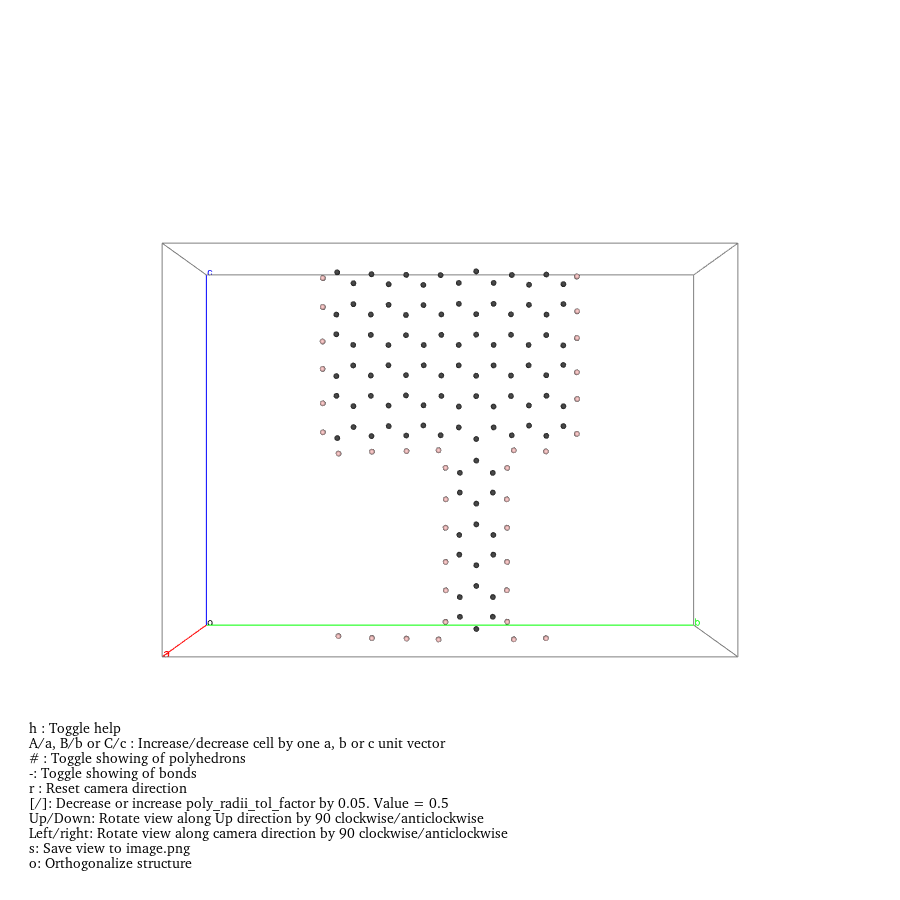 c
o
b
a
h : Toggle help
A/a, B/b or C/c : Increase/decrease cell by one a, b or c unit vector
# : Toggle showing of polyhedrons
-: Toggle showing of bonds
r : Reset camera direction
[/]: Decrease or increase poly_radii_tol_factor by 0.05. Value = 0.5
Up/Down: Rotate view along Up direction by 90 clockwise/anticlockwise
Left/right: Rotate view along camera direction by 90 clockwise/anticlockwise
s: Save view to image.png
o: Orthogonalize structure